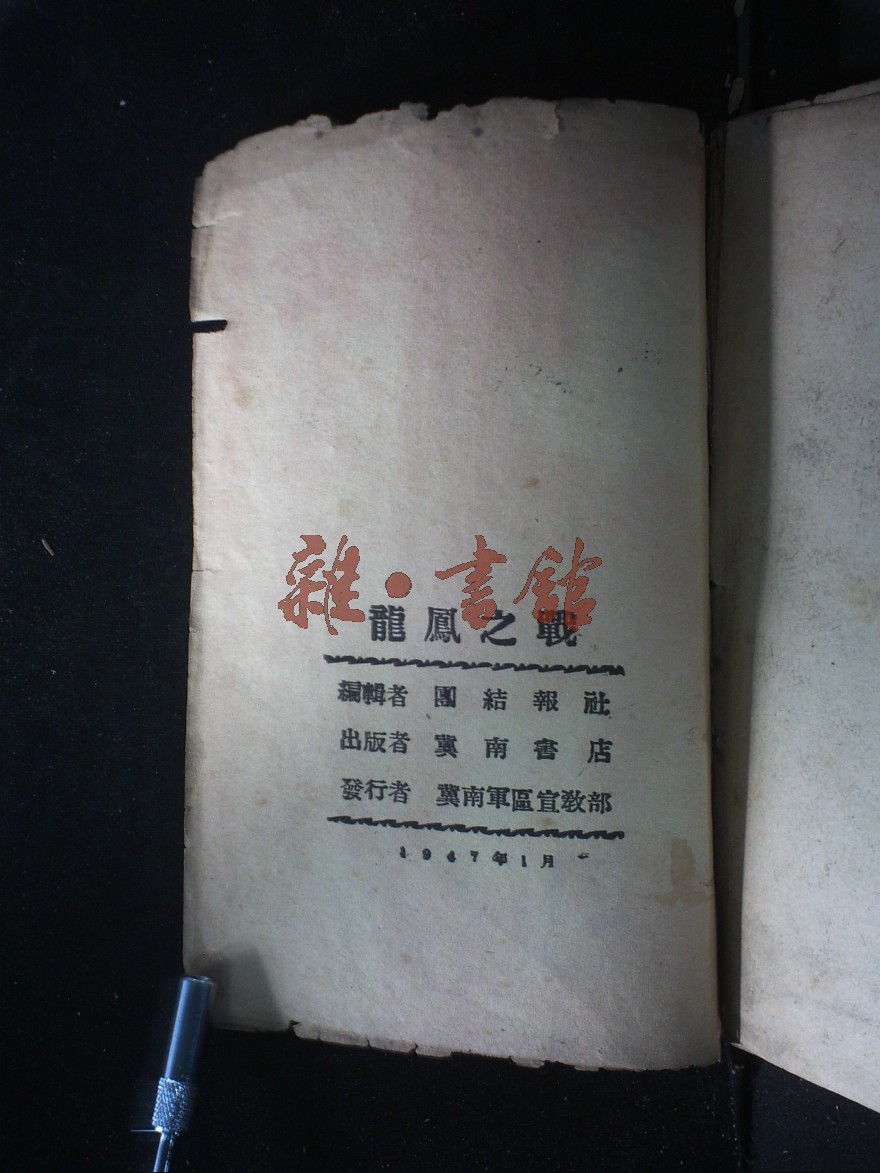 雜·書館
龍鳳之戰
編輯者 團結報社
出版者 冀南書店
發行者 冀南軍區宣教部
1947年1月